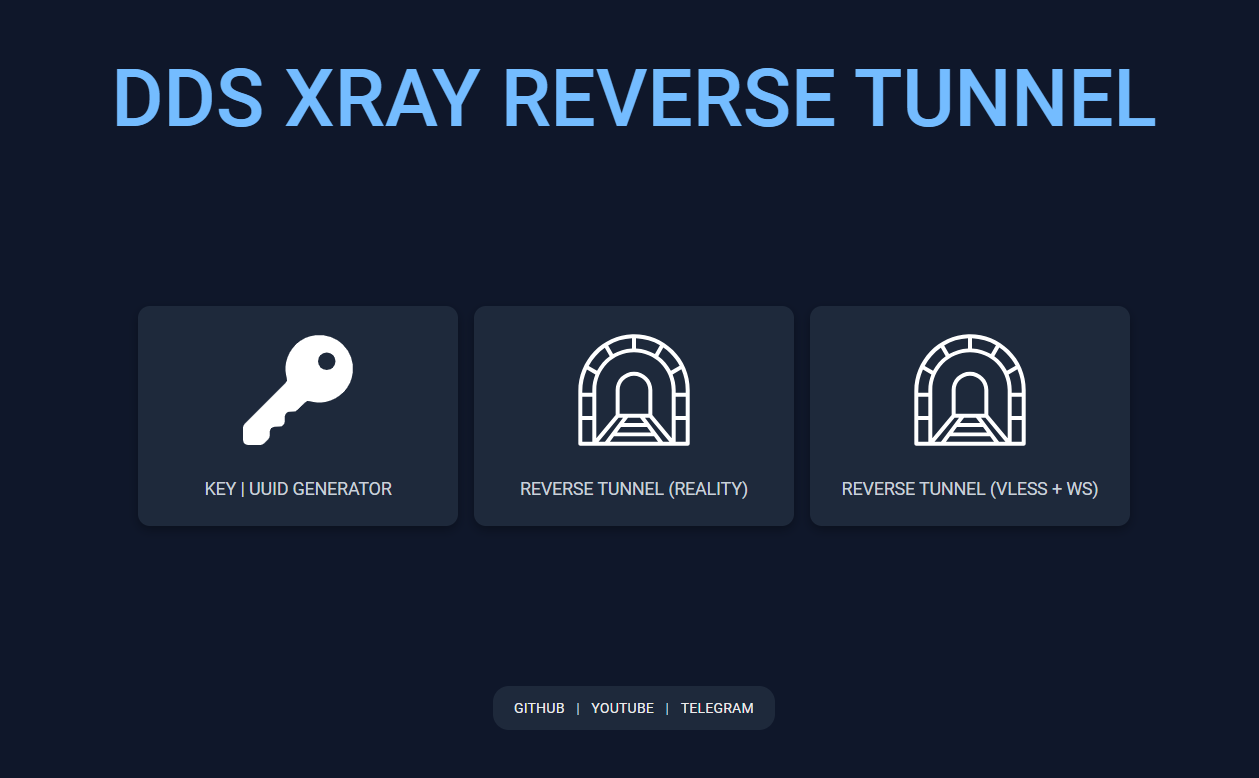 DDS XRAY REVERSE TUNNEL
KEY | UUID GENERATOR
REVERSE TUNNEL (REALITY)
REVERSE TUNNEL (VLESS + WS)
GITHUB | YOUTUBE | TELEGRAM